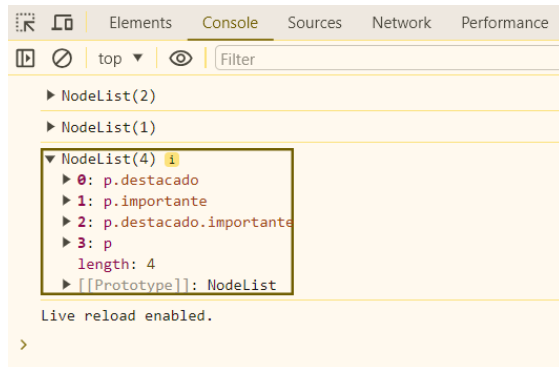 Elements Console Sources Network Performance
top ▼ Filter
▶ NodeList(2)
▶ NodeList(1)
▼ NodeList(4) i
▶ 0: p.destacado
▶ 1: p.importante
▶ 2: p.destacado.importante
▶ 3: p
length: 4
▶ [[Prototype]]: NodeList
Live reload enabled.
>